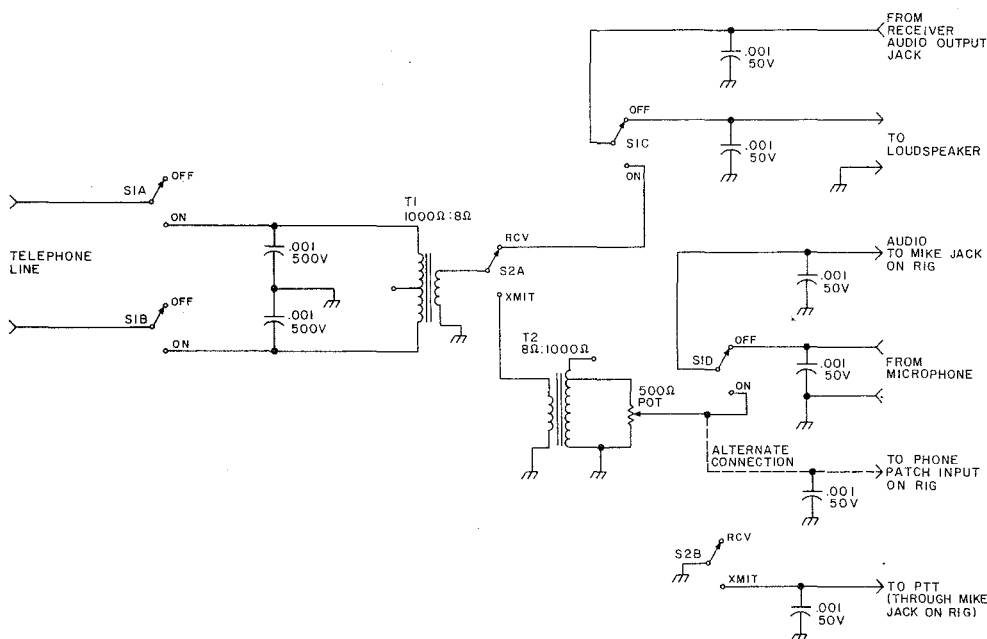 FROM
RECEIVER
AUDIO OUTPUT
JACK
.001
50V
OFF
S1C
ON
.001
50V
TO
LOUDSPEAKER
S1A
OFF
ON
TELEPHONE
LINE
S1B
OFF
ON
.001
500V
.001
500V
T1
1000Ω:8Ω
RCV
S2A
XMIT
T2
8Ω:1000Ω
500Ω
POT
AUDIO
TO MIKE JACK
ON RIG
.001
50V
S1D
OFF
ON
.001
50V
FROM
MICROPHONE
ALTERNATE
CONNECTION
TO PHONE
PATCH INPUT
ON RIG
.001
50V
S2B
RCV
XMIT
TO PTT
(THROUGH MIKE
JACK ON RIG)
.001
50V